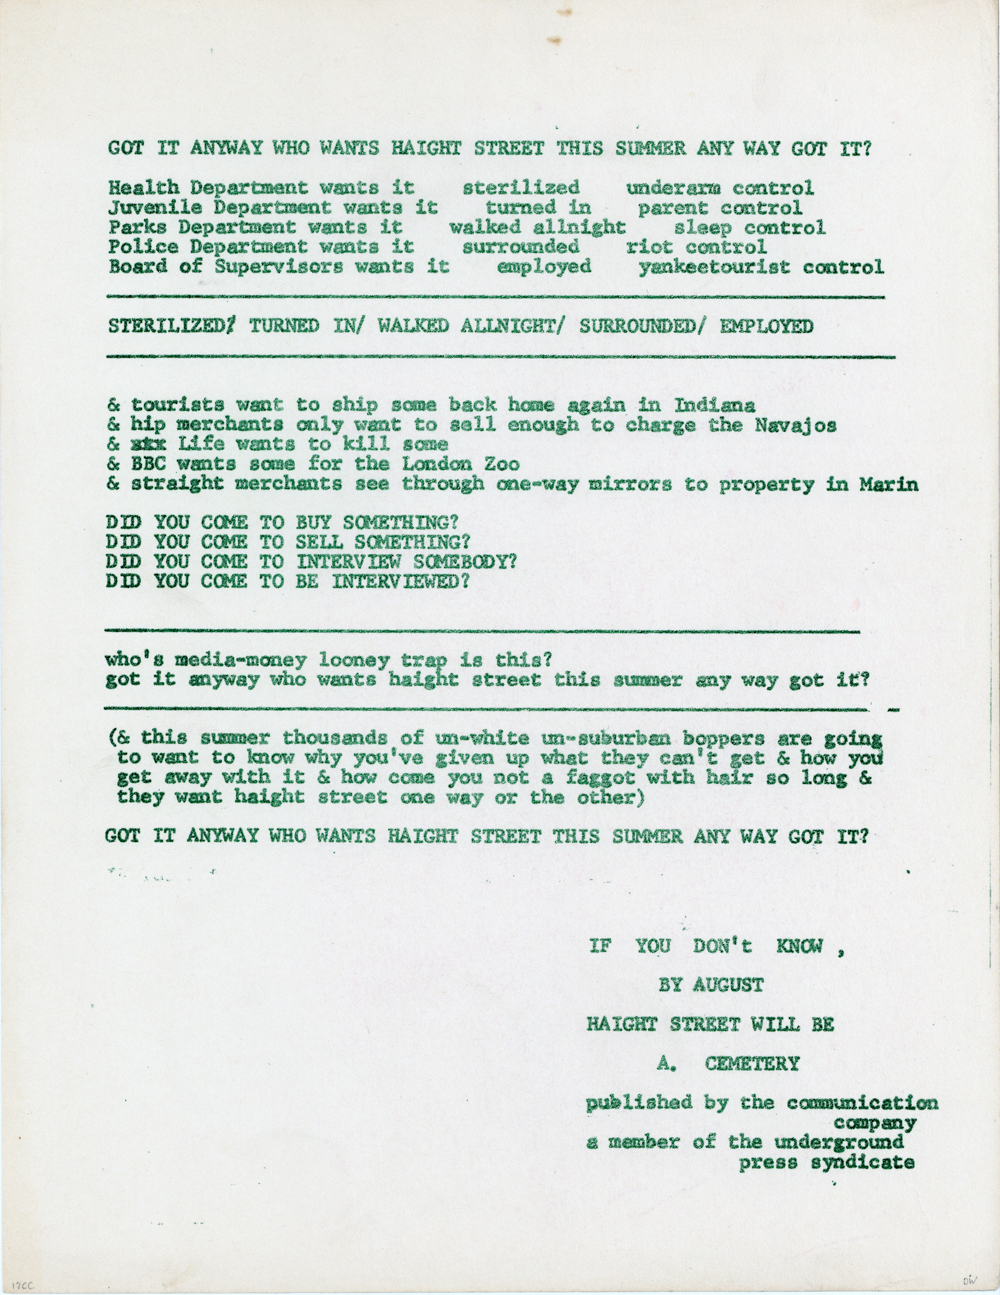 GOT IT ANYWAY WHO WANTS HAIGHT STREET THIS SUMMER ANY WAY GOT IT?
Health Department wants it sterilized underarm control
Juvenile Department wants it turned in parent control
Parks Department wants it walked allnight sleep control
Police Department wants it surrounded riot control
Board of Supervisors wants it employed yankeetourist control
STERILIZED/ TURNED IN/ WALKED ALLNIGHT/ SURROUNDED/ EMPLOYED
& tourists want to ship some back home again in Indiana
& hip merchants only want to sell enough to charge the Navajos
& Life wants to kill some
& BBC wants some for the London Zoo
& straight merchants see through one-way mirrors to property in Marin
DID YOU COME TO BUY SOMETHING?
DID YOU COME TO SELL SOMETHING?
DID YOU COME TO INTERVIEW SOMEBODY?
DID YOU COME TO BE INTERVIEWED?
who's media-money looney trap is this?
got it anyway who wants haight street this summer any way got it?
(& this summer thousands of un-white un-suburban boppers are going
to want to know why you've given up what they can't get & how you
get away with it & how come you not a faggot with hair so long &
they want haight street one way or the other)
GOT IT ANYWAY WHO WANTS HAIGHT STREET THIS SUMMER ANY WAY GOT IT?
IF YOU DON't KNOW ,
BY AUGUST
HAIGHT STREET WILL BE
A. CEMETERY
published by the communication
company
a member of the underground
press syndicate
17CC
OW